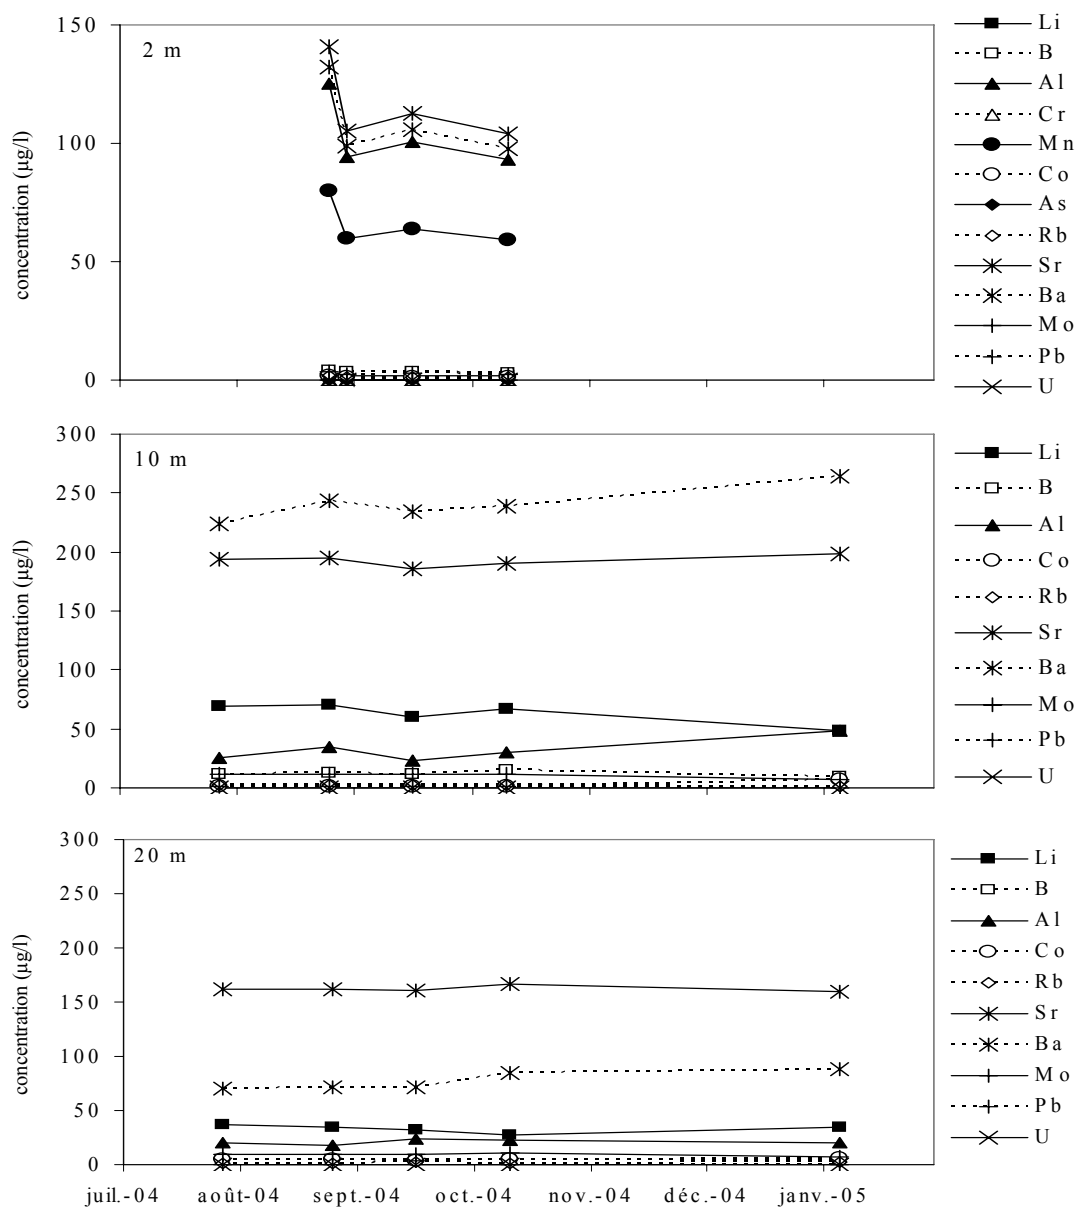 2 m
150
100
50
0
concentration (µg/l)
Li
B
Al
Cr
Mn
Co
As
Rb
Sr
Ba
Mo
Pb
U
10 m
300
250
200
150
100
50
0
concentration (µg/l)
Li
B
Al
Co
Rb
Sr
Ba
Mo
Pb
U
20 m
300
250
200
150
100
50
0
concentration (µg/l)
Li
B
Al
Co
Rb
Sr
Ba
Mo
Pb
U
juil.-04 août-04 sept.-04 oct.-04 nov.-04 déc.-04 janv.-05